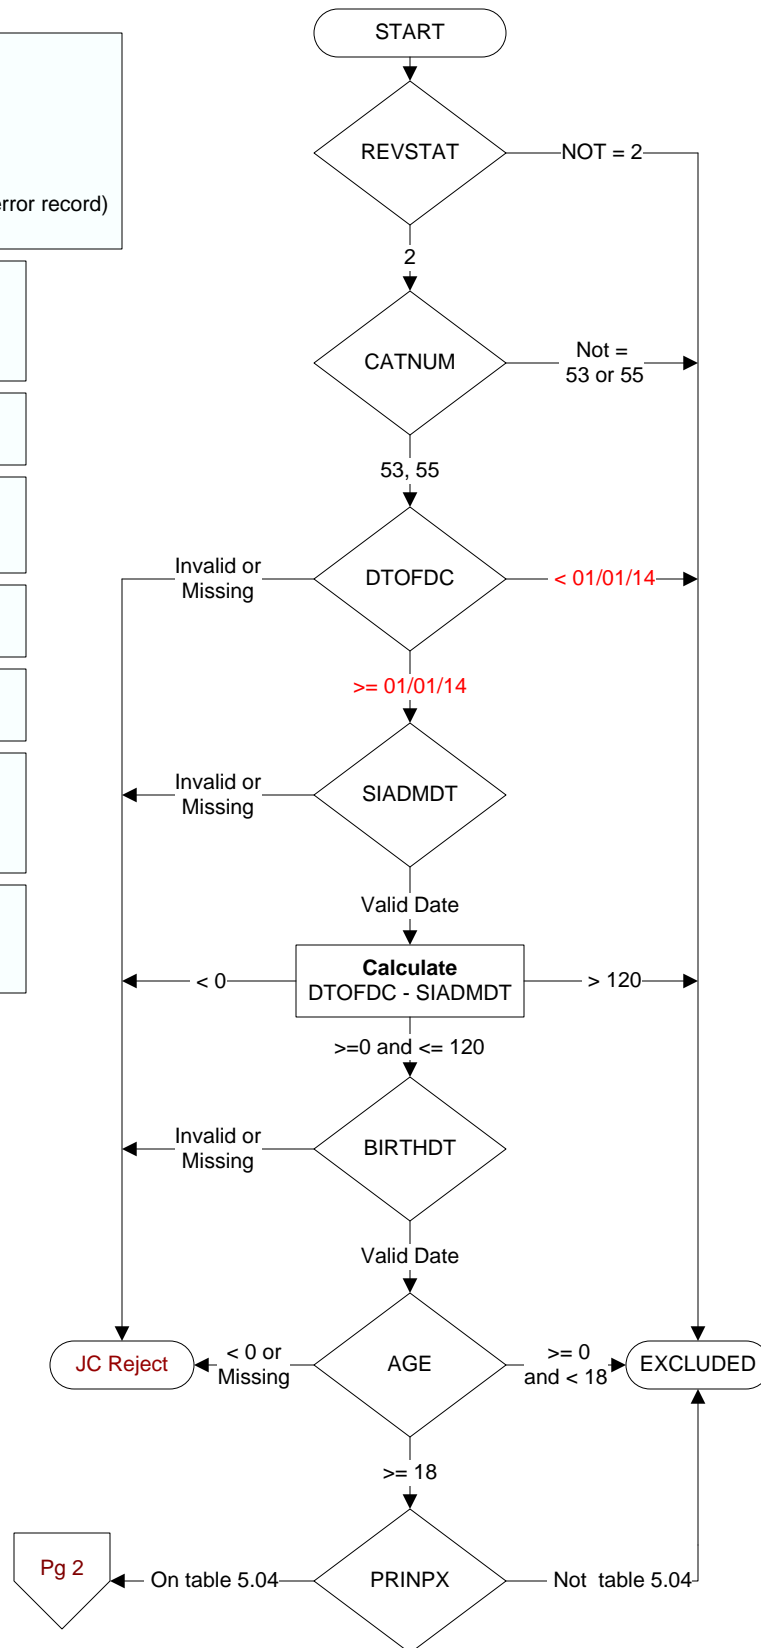 START
REVSTAT
NOT = 2
error record)
2
CATNUM
Not =
53 or 55
53, 55
Invalid or
Missing
DTOFDC
< 01/01/14
>= 01/01/14
Invalid or
Missing
SIADMDT
Valid Date
Calculate
DTOFDC - SIADMDT
< 0
> 120
>=0 and <= 120
Invalid or
Missing
BIRTHDT
Valid Date
JC Reject
< 0 or
Missing
AGE
>= 0
and < 18
EXCLUDED
>= 18
Pg 2
On table 5.04
PRINPX
Not table 5.04